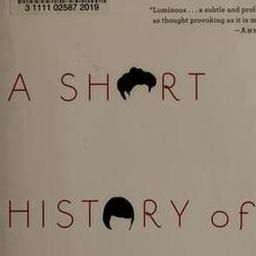 3 1111 02587 2019
"Luminous ... a subtle and
as thought provoking as it is
A SHORT
HISTORY of